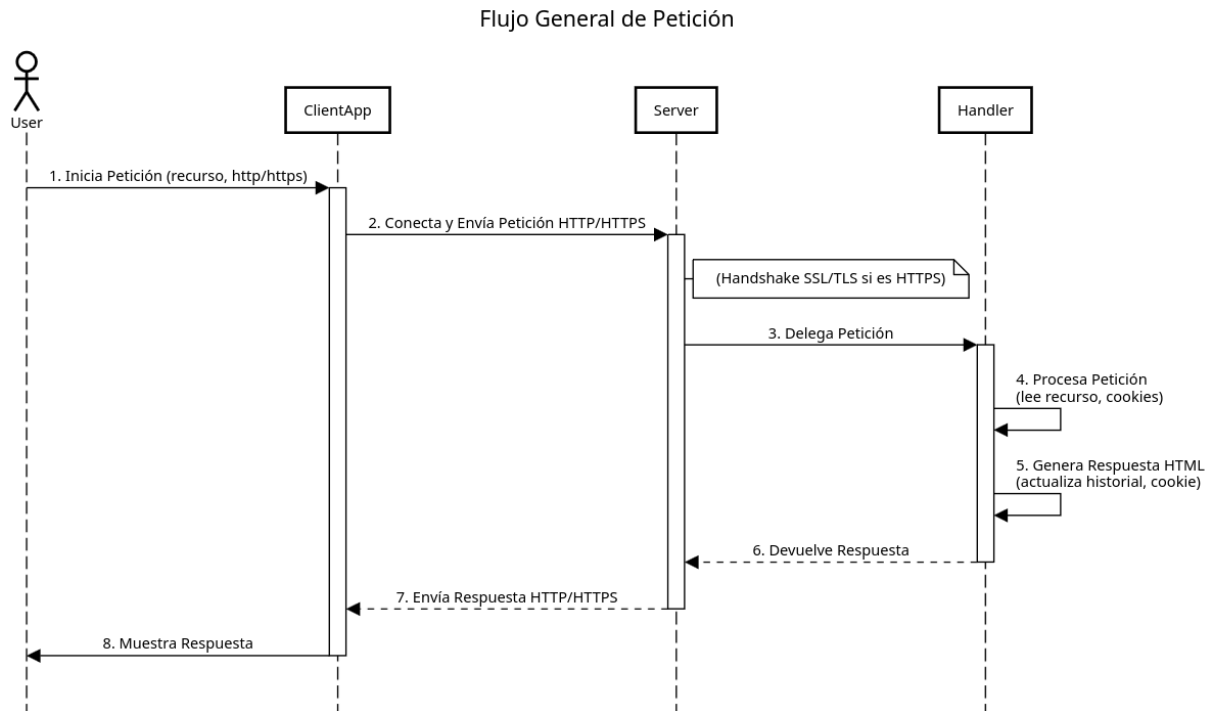 Flujo General de Petición
User
ClientApp
Server
Handler
1. Inicia Petición (recurso, http/https)
2. Conecta y Envía Petición HTTP/HTTPS
(Handshake SSL/TLS si es HTTPS)
3. Delega Petición
4. Procesa Petición
(lee recurso, cookies)
5. Genera Respuesta HTML
(actualiza historial, cookie)
6. Devuelve Respuesta
7. Envía Respuesta HTTP/HTTPS
8. Muestra Respuesta